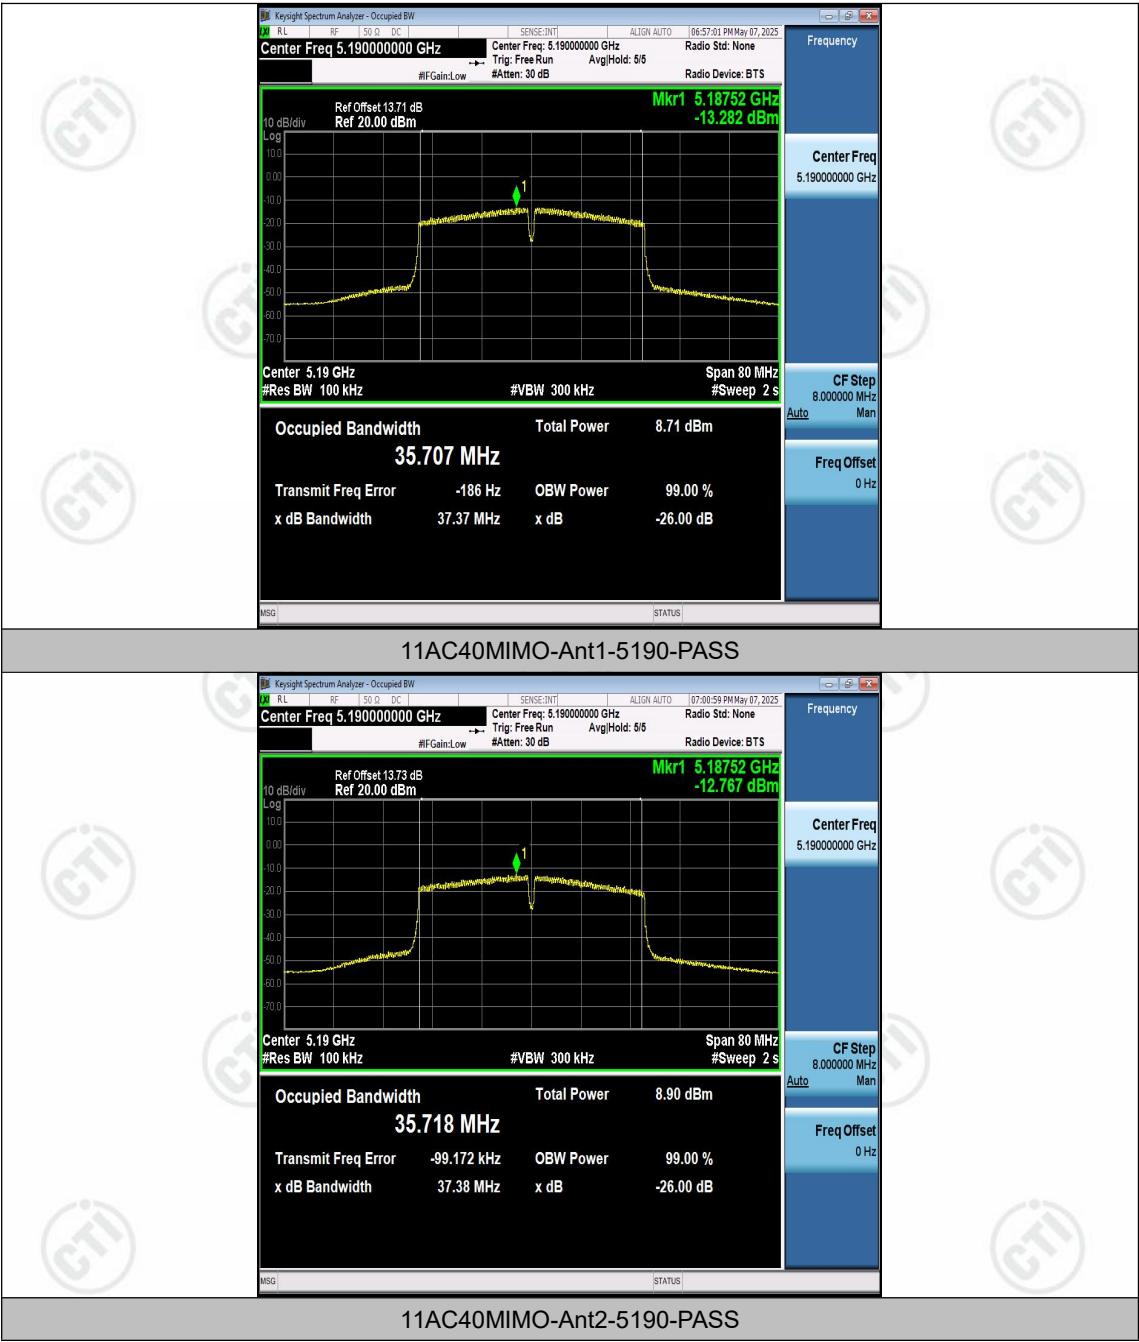 Keysight Spectrum Analyzer - Occupied BW
RL RF 50 Ω DC SENSE:INT ALIGN AUTO 06:57:01 PM May 07, 2025
Center Freq 5.190000000 GHz
Center Freq: 5.190000000 GHz Radio Std: None
Trig: Free Run Avg|Hold: 5/5
#IFGain:Low #Atten: 30 dB Radio Device: BTS
Frequency
Mkr1 5.18752 GHz
-13.282 dBm
Ref Offset 13.71 dB
10 dB/div Ref 20.00 dBm
Log
10.0
0.00
-10.0
-20.0
-30.0
-40.0
-50.0
-60.0
-70.0
1
Center 5.19 GHz Span 80 MHz
#Res BW 100 kHz #VBW 300 kHz #Sweep 2 s
Center Freq
5.190000000 GHz
CF Step
8.000000 MHz
Auto Man
Freq Offset
0 Hz
Occupied Bandwidth Total Power 8.71 dBm
35.707 MHz
Transmit Freq Error -186 Hz OBW Power 99.00 %
x dB Bandwidth 37.37 MHz x dB -26.00 dB
MSG STATUS
11AC40MIMO-Ant1-5190-PASS
Keysight Spectrum Analyzer - Occupied BW
RL RF 50 Ω DC SENSE:INT ALIGN AUTO 07:00:59 PM May 07, 2025
Center Freq 5.190000000 GHz
Center Freq: 5.190000000 GHz Radio Std: None
Trig: Free Run Avg|Hold: 5/5
#IFGain:Low #Atten: 30 dB Radio Device: BTS
Frequency
Mkr1 5.18752 GHz
-12.767 dBm
Ref Offset 13.73 dB
10 dB/div Ref 20.00 dBm
Log
10.0
0.00
-10.0
-20.0
-30.0
-40.0
-50.0
-60.0
-70.0
1
Center 5.19 GHz Span 80 MHz
#Res BW 100 kHz #VBW 300 kHz #Sweep 2 s
Center Freq
5.190000000 GHz
CF Step
8.000000 MHz
Auto Man
Freq Offset
0 Hz
Occupied Bandwidth Total Power 8.90 dBm
35.718 MHz
Transmit Freq Error -99.172 kHz OBW Power 99.00 %
x dB Bandwidth 37.38 MHz x dB -26.00 dB
MSG STATUS
11AC40MIMO-Ant2-5190-PASS
CTI
CTI
CTI
CTI
CTI
CTI
CTI
CTI